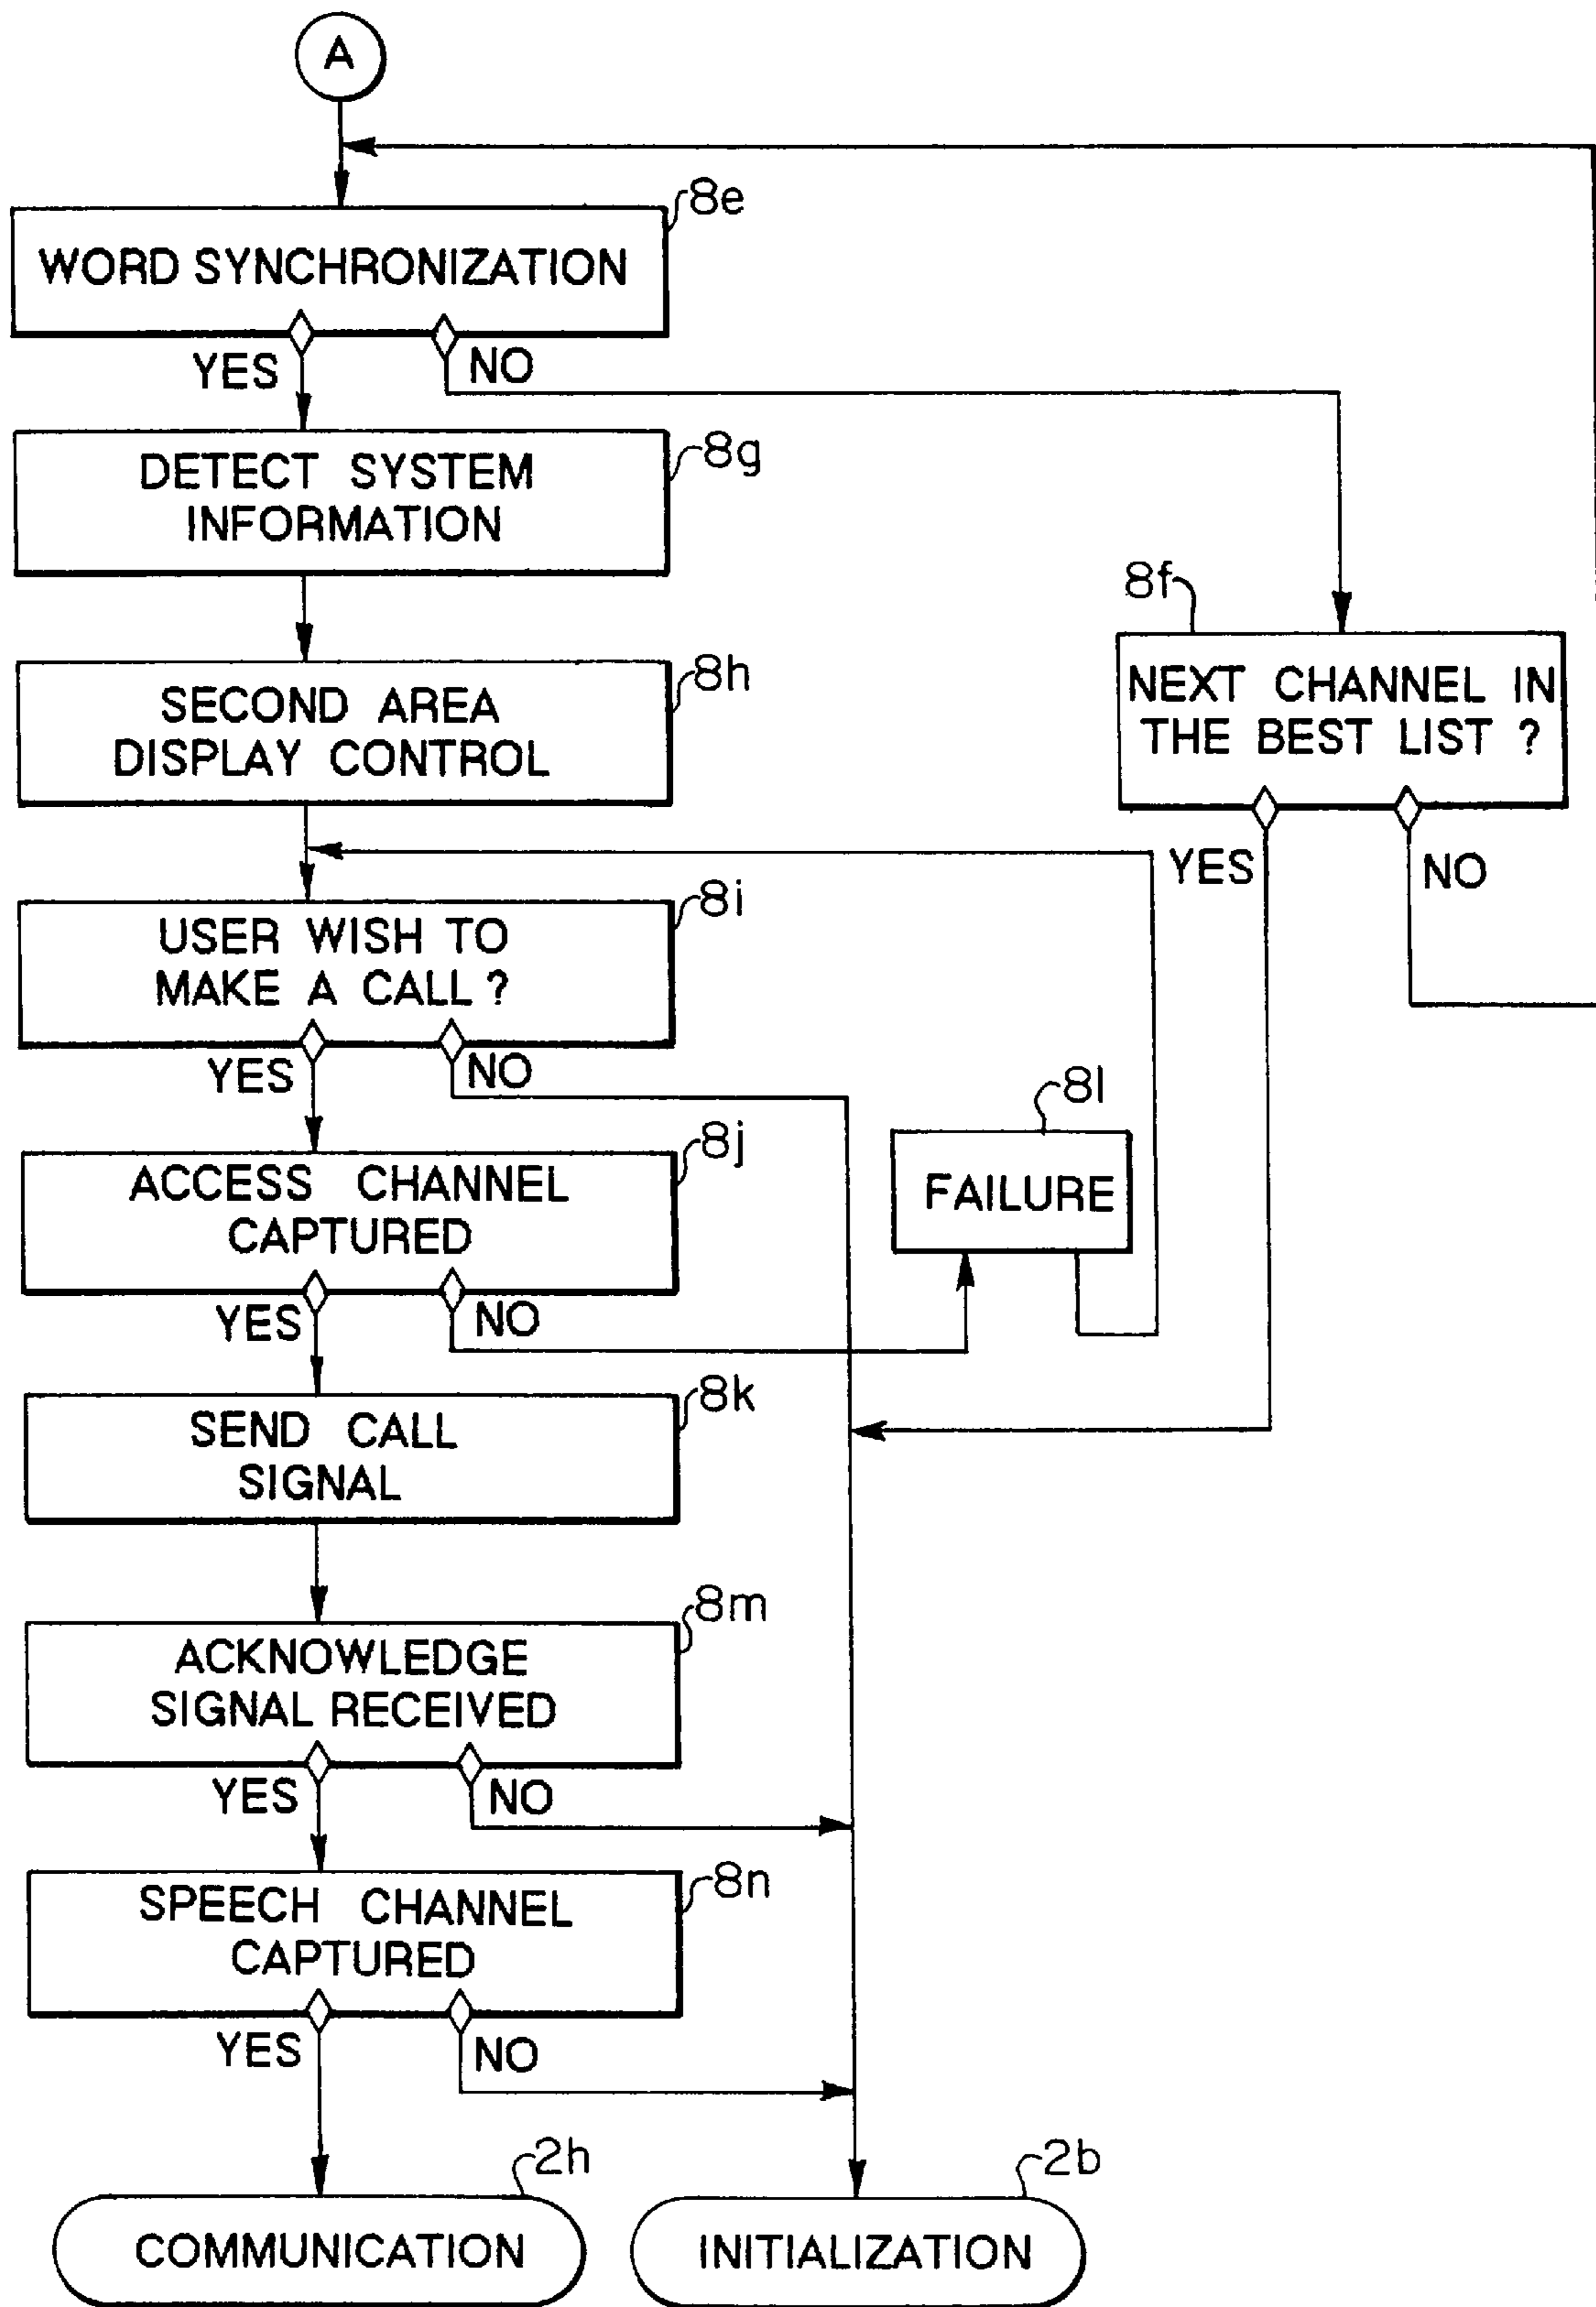 A
8e
WORD SYNCHRONIZATION
YES
NO
8g
DETECT SYSTEM
INFORMATION
8f
NEXT CHANNEL IN
THE BEST LIST ?
YES
NO
8h
SECOND AREA
DISPLAY CONTROL
8i
USER WISH TO
MAKE A CALL ?
YES
NO
8l
FAILURE
8j
ACCESS CHANNEL
CAPTURED
YES
NO
8k
SEND CALL
SIGNAL
8m
ACKNOWLEDGE
SIGNAL RECEIVED
YES
NO
8n
SPEECH CHANNEL
CAPTURED
YES
NO
2h
COMMUNICATION
2b
INITIALIZATION